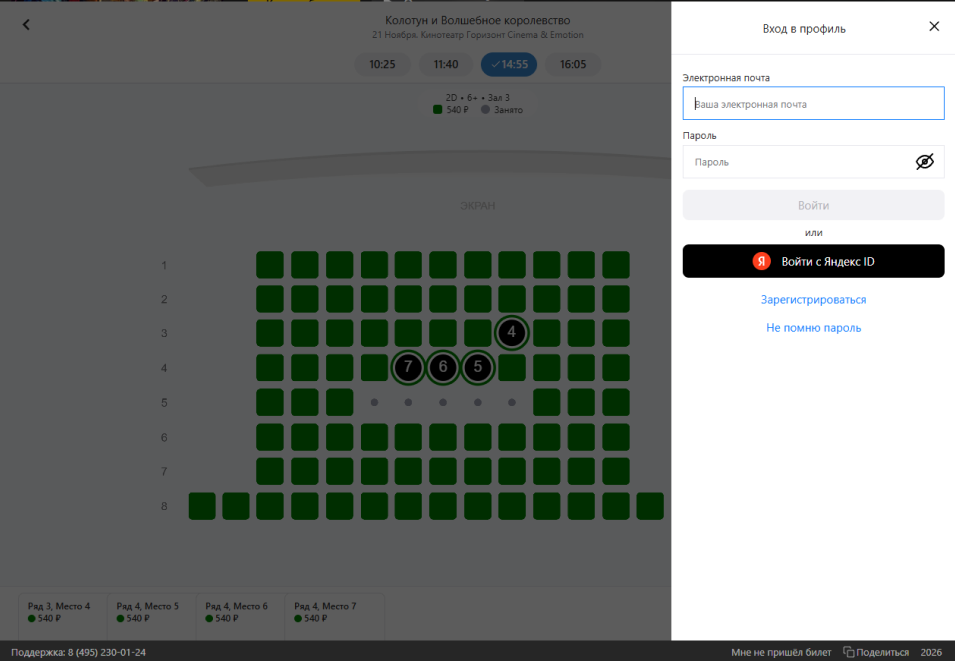 Колотун и Волшебное королевство
21 Ноября. Кинотеатр Горизонт Cinema & Emotion
10:25 11:40 14:55 16:05
2D • 6+ • Зал 3
540 ₽ Занято
ЭКРАН
1
2
3 4
4 7 6 5
5
6
7
8
Ряд 3, Место 4 Ряд 4, Место 5 Ряд 4, Место 6 Ряд 4, Место 7
540 ₽ 540 ₽ 540 ₽ 540 ₽
Вход в профиль
Электронная почта
Ваша электронная почта
Пароль
Пароль
Войти
или
Я Войти с Яндекс ID
Зарегистрироваться
Не помню пароль
Поддержка: 8 (495) 230-01-24 Мне не пришёл билет Поделиться 2026